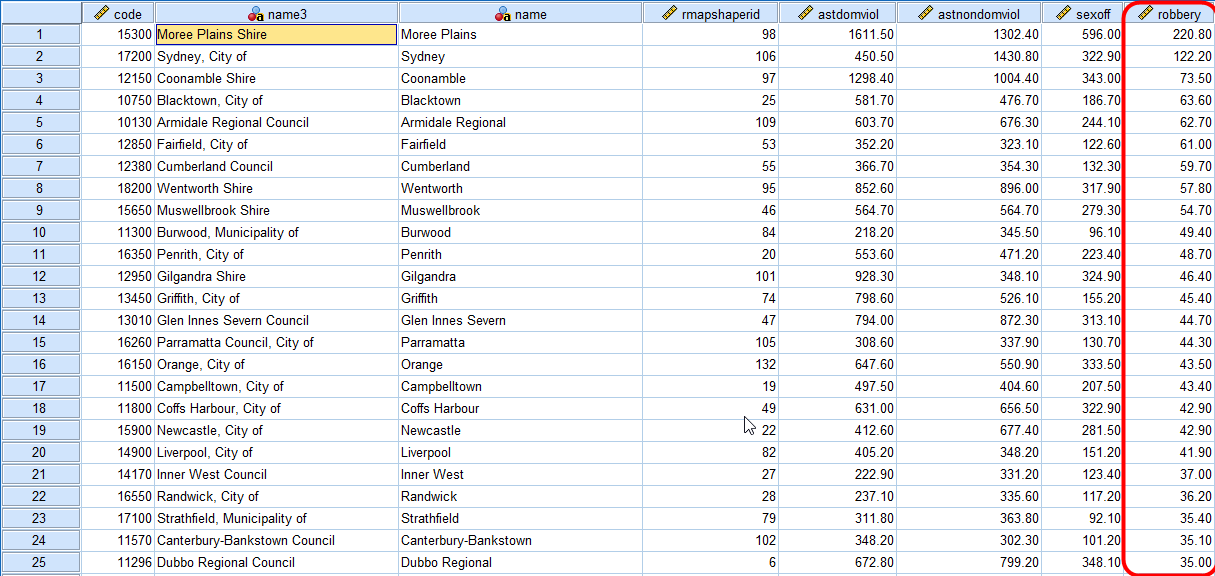 code name3 name rmapshaperid astdomviol astnondomviol sexoff robbery
1 15300 Moree Plains Shire Moree Plains 98 1611.50 1302.40 596.00 220.80
2 17200 Sydney, City of Sydney 106 450.50 1430.80 322.90 122.20
3 12150 Coonamble Shire Coonamble 97 1298.40 1004.40 343.00 73.50
4 10750 Blacktown, City of Blacktown 25 581.70 476.70 186.70 63.60
5 10130 Armidale Regional Council Armidale Regional 109 603.70 676.30 244.10 62.70
6 12850 Fairfield, City of Fairfield 53 352.20 323.10 122.60 61.00
7 12380 Cumberland Council Cumberland 55 366.70 354.30 132.30 59.70
8 18200 Wentworth Shire Wentworth 95 852.60 896.00 317.90 57.80
9 15650 Muswellbrook Shire Muswellbrook 46 564.70 564.70 279.30 54.70
10 11300 Burwood, Municipality of Burwood 84 218.20 345.50 96.10 49.40
11 16350 Penrith, City of Penrith 20 553.60 471.20 223.40 48.70
12 12950 Gilgandra Shire Gilgandra 101 928.30 348.10 324.90 46.40
13 13450 Griffith, City of Griffith 74 798.60 526.10 155.20 45.40
14 13010 Glen Innes Severn Council Glen Innes Severn 47 794.00 872.30 313.10 44.70
15 16260 Parramatta Council, City of Parramatta 105 308.60 337.90 130.70 44.30
16 16150 Orange, City of Orange 132 647.60 550.90 333.50 43.50
17 11500 Campbelltown, City of Campbelltown 19 497.50 404.60 207.50 43.40
18 11800 Coffs Harbour, City of Coffs Harbour 49 631.00 656.50 322.90 42.90
19 15900 Newcastle, City of Newcastle 22 412.60 677.40 281.50 42.90
20 14900 Liverpool, City of Liverpool 82 405.20 348.20 151.20 41.90
21 14170 Inner West Council Inner West 27 222.90 331.20 123.40 37.00
22 16550 Randwick, City of Randwick 28 237.10 335.60 117.20 36.20
23 17100 Strathfield, Municipality of Strathfield 79 311.80 363.80 92.10 35.40
24 11570 Canterbury-Bankstown Council Canterbury-Bankstown 102 348.20 302.30 101.20 35.10
25 11296 Dubbo Regional Council Dubbo Regional 6 672.80 799.20 348.10 35.00